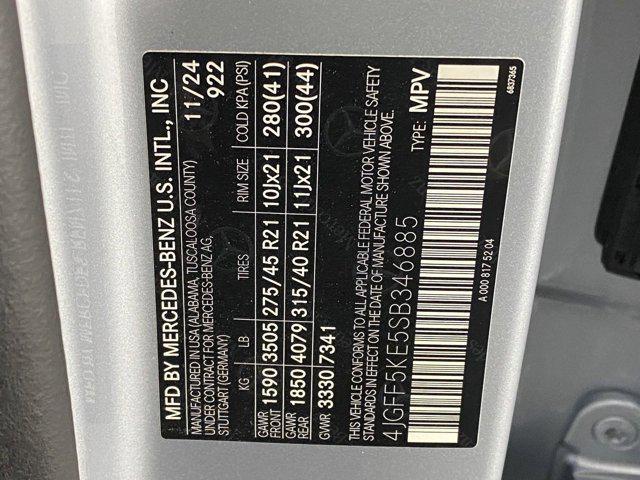 MFD BY MERCEDES-BENZ U.S. INTL., INC 11/24
MANUFACTURED IN USA (ALABAMA, TUSCALOOSA COUNTY) 922
UNDER CONTRACT FOR MERCEDES-BENZ AG,
STUTTGART (GERMANY)
KG LB TIRES RIM SIZE COLD KPA (PSI)
GAWR FRONT 1590 3505 275/45 R21 10Jx21 280(41)
GAWR REAR 1850 4079 315/40 R21 11Jx21 300(44)
GVWR 3330 7341
THIS VEHICLE CONFORMS TO ALL APPLICABLE FEDERAL MOTOR VEHICLE SAFETY
STANDARDS IN EFFECT ON THE DATE OF MANUFACTURE SHOWN ABOVE.
4JGFF5KE5SB346885 TYPE: MPV
A 000 817 52 04
6837365